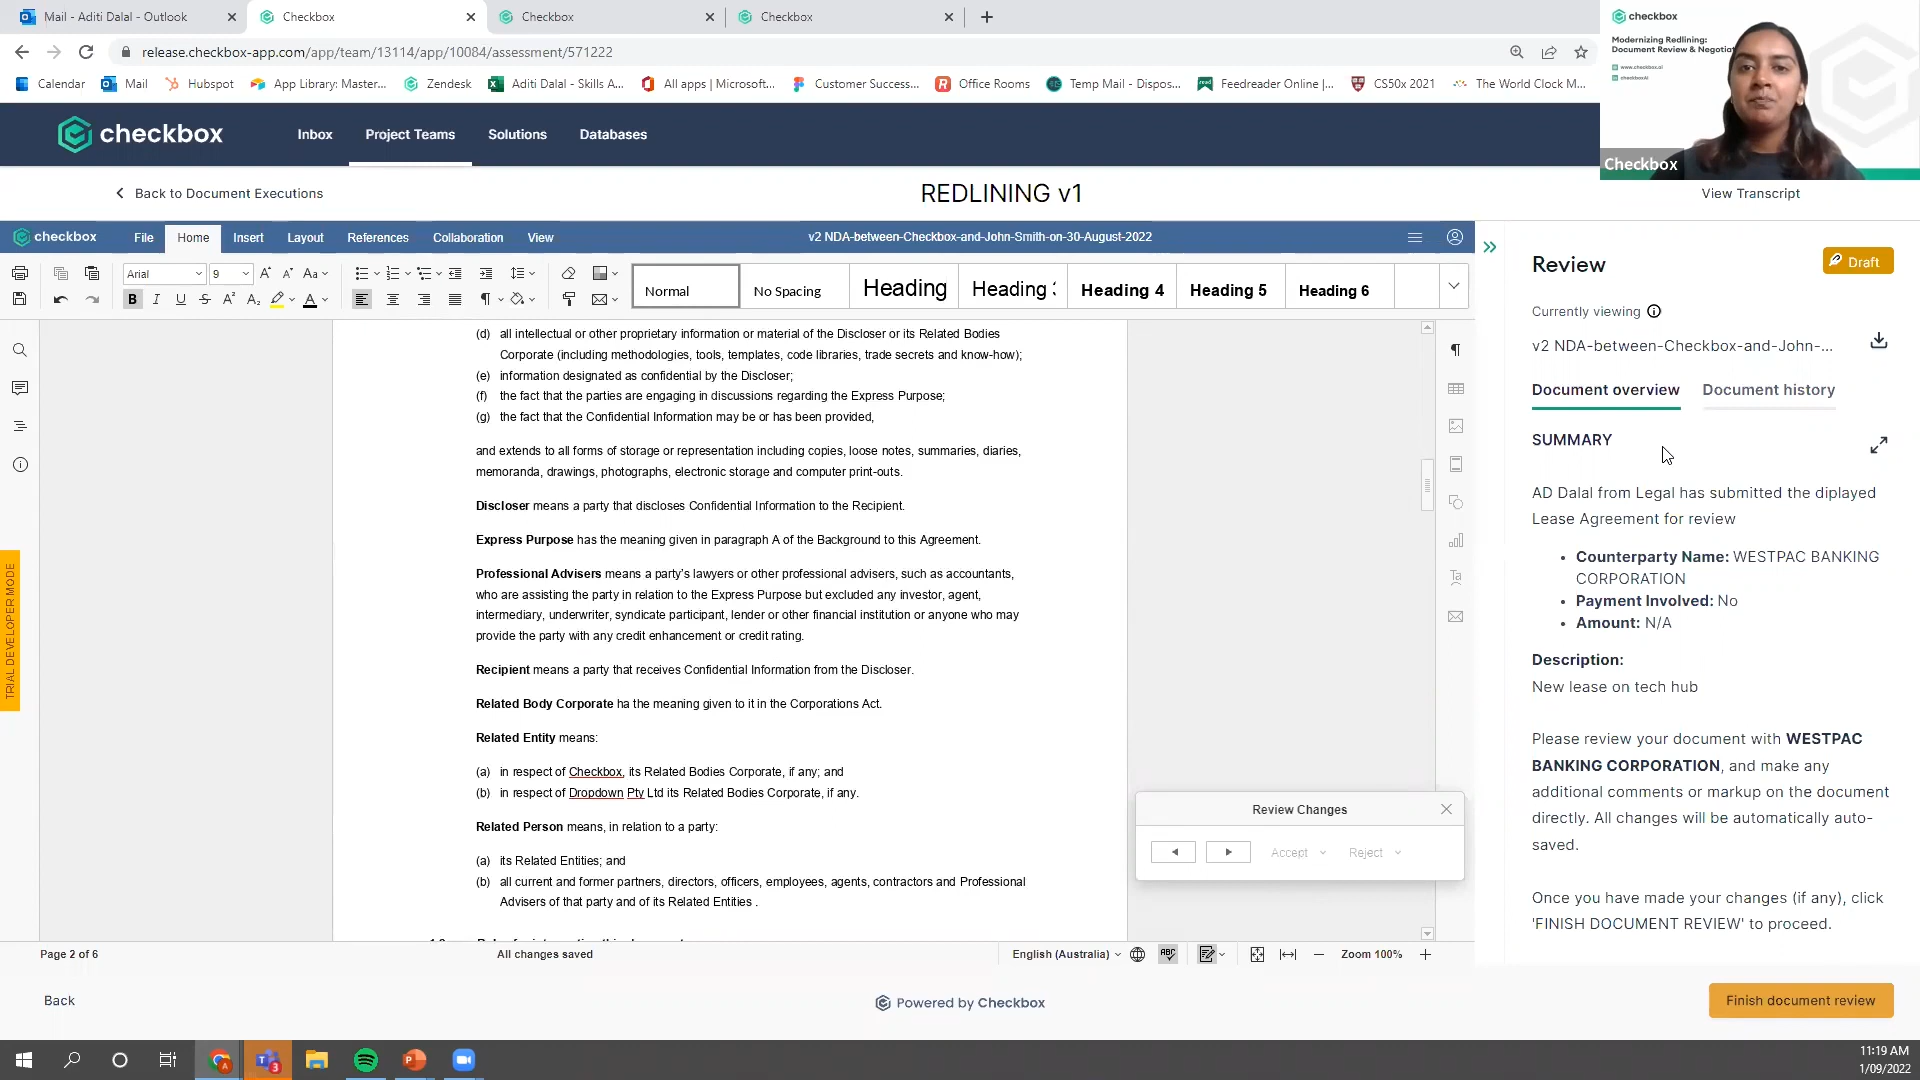 Mail - Aditi Dalal - Outlook
Checkbox
Checkbox
Checkbox
release.checkbox-app.com/app/team/13114/app/10084/assessment/571222
Calendar
Mail
Hubspot
App Library: Master...
Zendesk
Aditi Dalal - Skills A...
All apps | Microsoft...
Customer Success...
Office Rooms
Temp Mail - Dispos...
Feedreader Online |...
CS50x 2021
The World Clock M...
checkbox
Modernizing Redlining:
Document Review & Negotia
www.checkbox.ai
checkboxAI
Checkbox
checkbox
Inbox
Project Teams
Solutions
Databases
Back to Document Executions
REDLINING v1
View Transcript
checkbox
File
Home
Insert
Layout
References
Collaboration
View
v2 NDA-between-Checkbox-and-John-Smith-on-30-August-2022
Arial
9
Normal
No Spacing
Heading
Heading
Heading 4
Heading 5
Heading 6
(d) all intellectual or other proprietary information or material of the Discloser or its Related Bodies
Corporate (including methodologies, tools, templates, code libraries, trade secrets and know-how);
(e) information designated as confidential by the Discloser;
(f) the fact that the parties are engaging in discussions regarding the Express Purpose;
(g) the fact that the Confidential Information may be or has been provided,
and extends to all forms of storage or representation including copies, loose notes, summaries, diaries,
memoranda, drawings, photographs, electronic storage and computer print-outs.
Discloser means a party that discloses Confidential Information to the Recipient.
Express Purpose has the meaning given in paragraph A of the Background to this Agreement.
Professional Advisers means a party's lawyers or other professional advisers, such as accountants,
who are assisting the party in relation to the Express Purpose but excluded any investor, agent,
intermediary, underwriter, syndicate participant, lender or other financial institution or anyone who may
provide the party with any credit enhancement or credit rating.
Recipient means a party that receives Confidential Information from the Discloser.
Related Body Corporate ha the meaning given to it in the Corporations Act.
Related Entity means:
(a) in respect of Checkbox, its Related Bodies Corporate, if any; and
(b) in respect of Dropdown Pty Ltd its Related Bodies Corporate, if any.
Related Person means, in relation to a party:
(a) its Related Entities; and
(b) all current and former partners, directors, officers, employees, agents, contractors and Professional
Advisers of that party and of its Related Entities .
TRIAL DEVELOPER MODE
Review Changes
Accept
Reject
Page 2 of 6
All changes saved
English (Australia)
Zoom 100%
Review
Draft
Currently viewing
v2 NDA-between-Checkbox-and-John-...
Document overview
Document history
SUMMARY
AD Dalal from Legal has submitted the diplayed
Lease Agreement for review
• Counterparty Name: WESTPAC BANKING
CORPORATION
• Payment Involved: No
• Amount: N/A
Description:
New lease on tech hub
Please review your document with WESTPAC
BANKING CORPORATION, and make any
additional comments or markup on the document
directly. All changes will be automatically auto-
saved.
Once you have made your changes (if any), click
'FINISH DOCUMENT REVIEW' to proceed.
Back
Powered by Checkbox
Finish document review
11:19 AM
1/09/2022